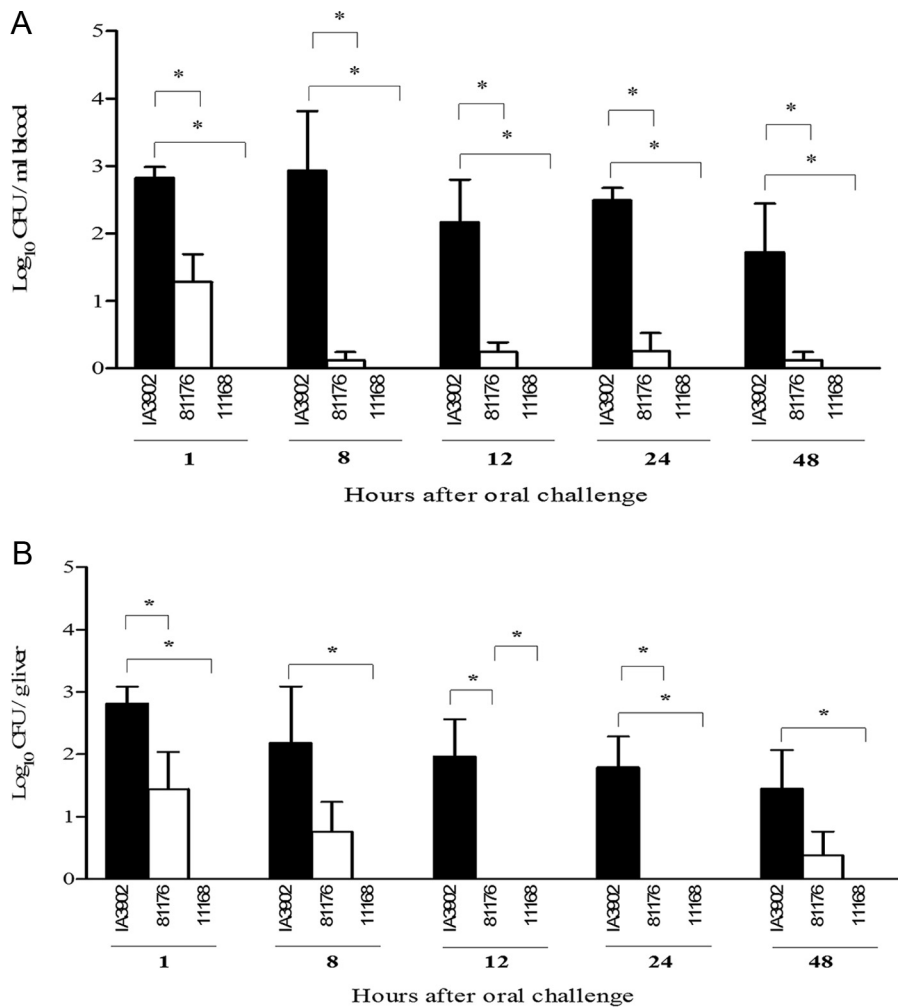 A
Log10 CFU/ ml blood
5
4
3
2
1
0
* * * * *
* * * * *
IA3902 81176 11168 IA3902 81176 11168 IA3902 81176 11168 IA3902 81176 11168 IA3902 81176 11168
1 8 12 24 48
Hours after oral challenge
B
Log10 CFU/ g liver
5
4
3
2
1
0
* * * * * * * *
IA3902 81176 11168 IA3902 81176 11168 IA3902 81176 11168 IA3902 81176 11168 IA3902 81176 11168
1 8 12 24 48
Hours after oral challenge